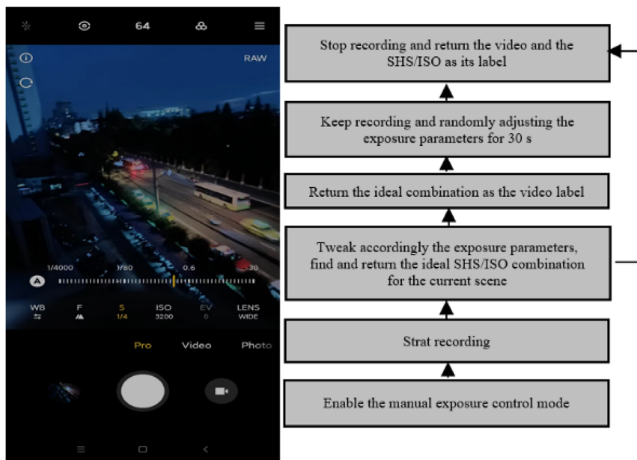 64
RAW
1/4000 1/60 0.6 30
A
WB F S ISO EV LENS
1/4 3200 0 WIDE
Pro Video Photo
Stop recording and return the video and the
SHS/ISO as its label
Keep recording and randomly adjusting the
exposure parameters for 30 s
Return the ideal combination as the video label
Tweak accordingly the exposure parameters,
find and return the ideal SHS/ISO combination
for the current scene
Strat recording
Enable the manual exposure control mode